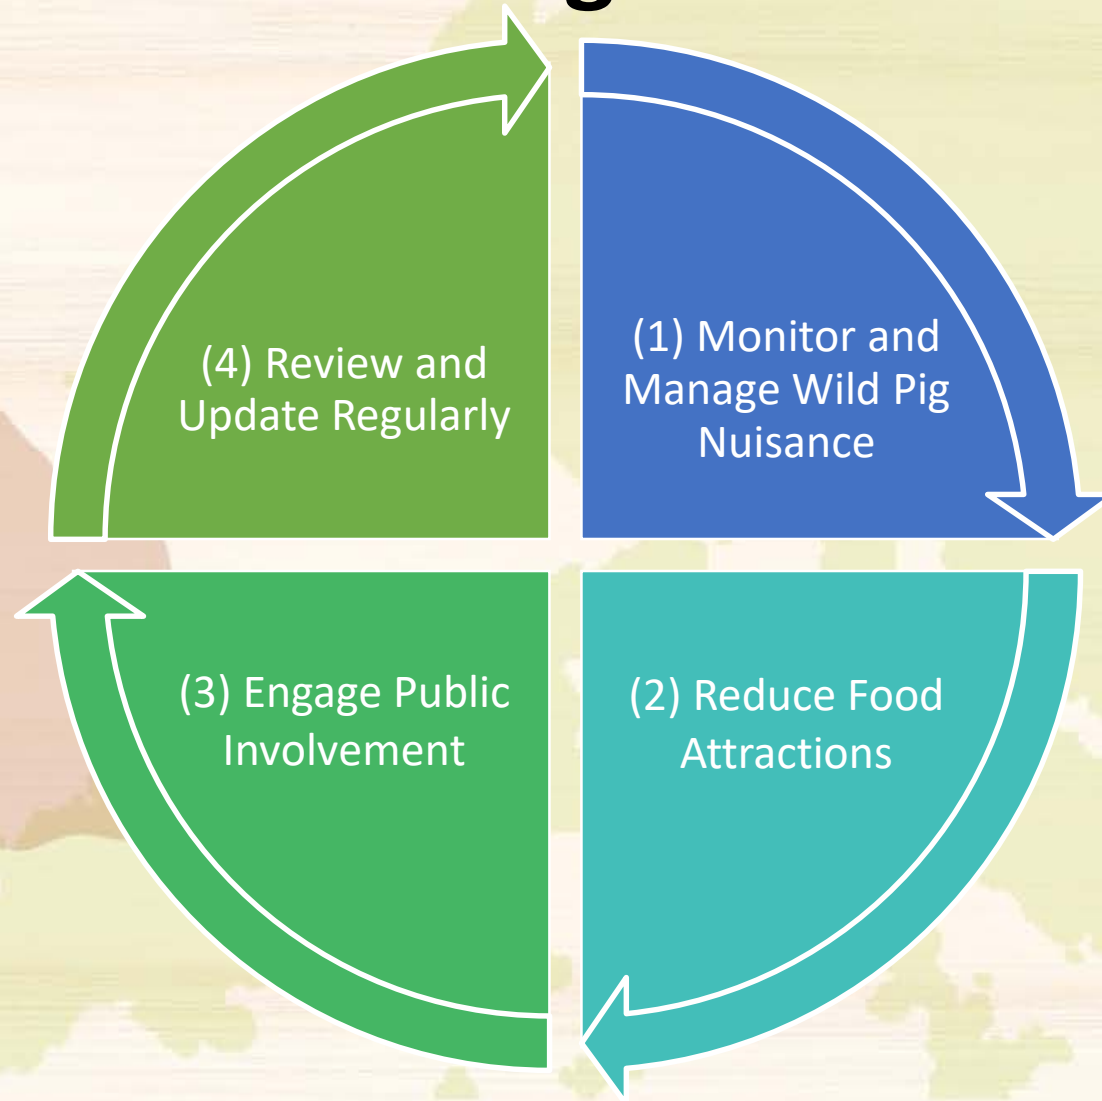 (1) Monitor and
Manage Wild Pig
Nuisance
(2) Reduce Food
Attractions
(3) Engage Public
Involvement
(4) Review and
Update Regularly